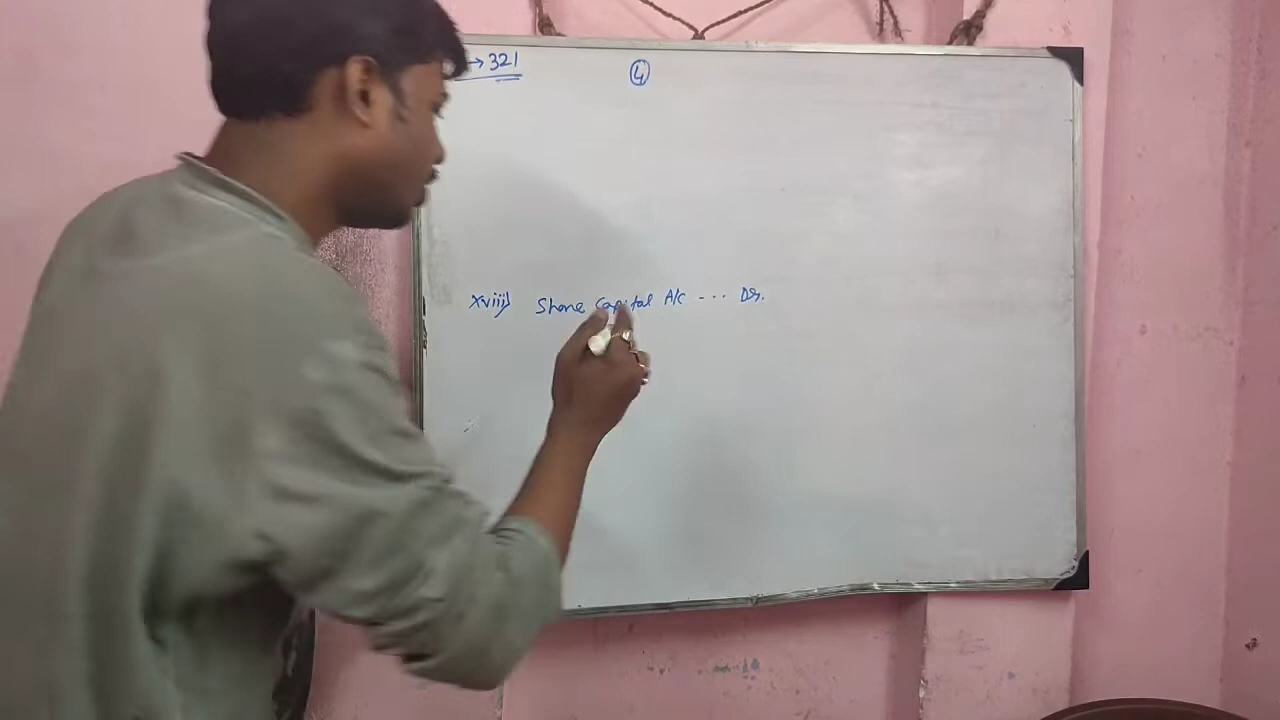 → 321
④
xviii) Share Capital A/c --- Dr.